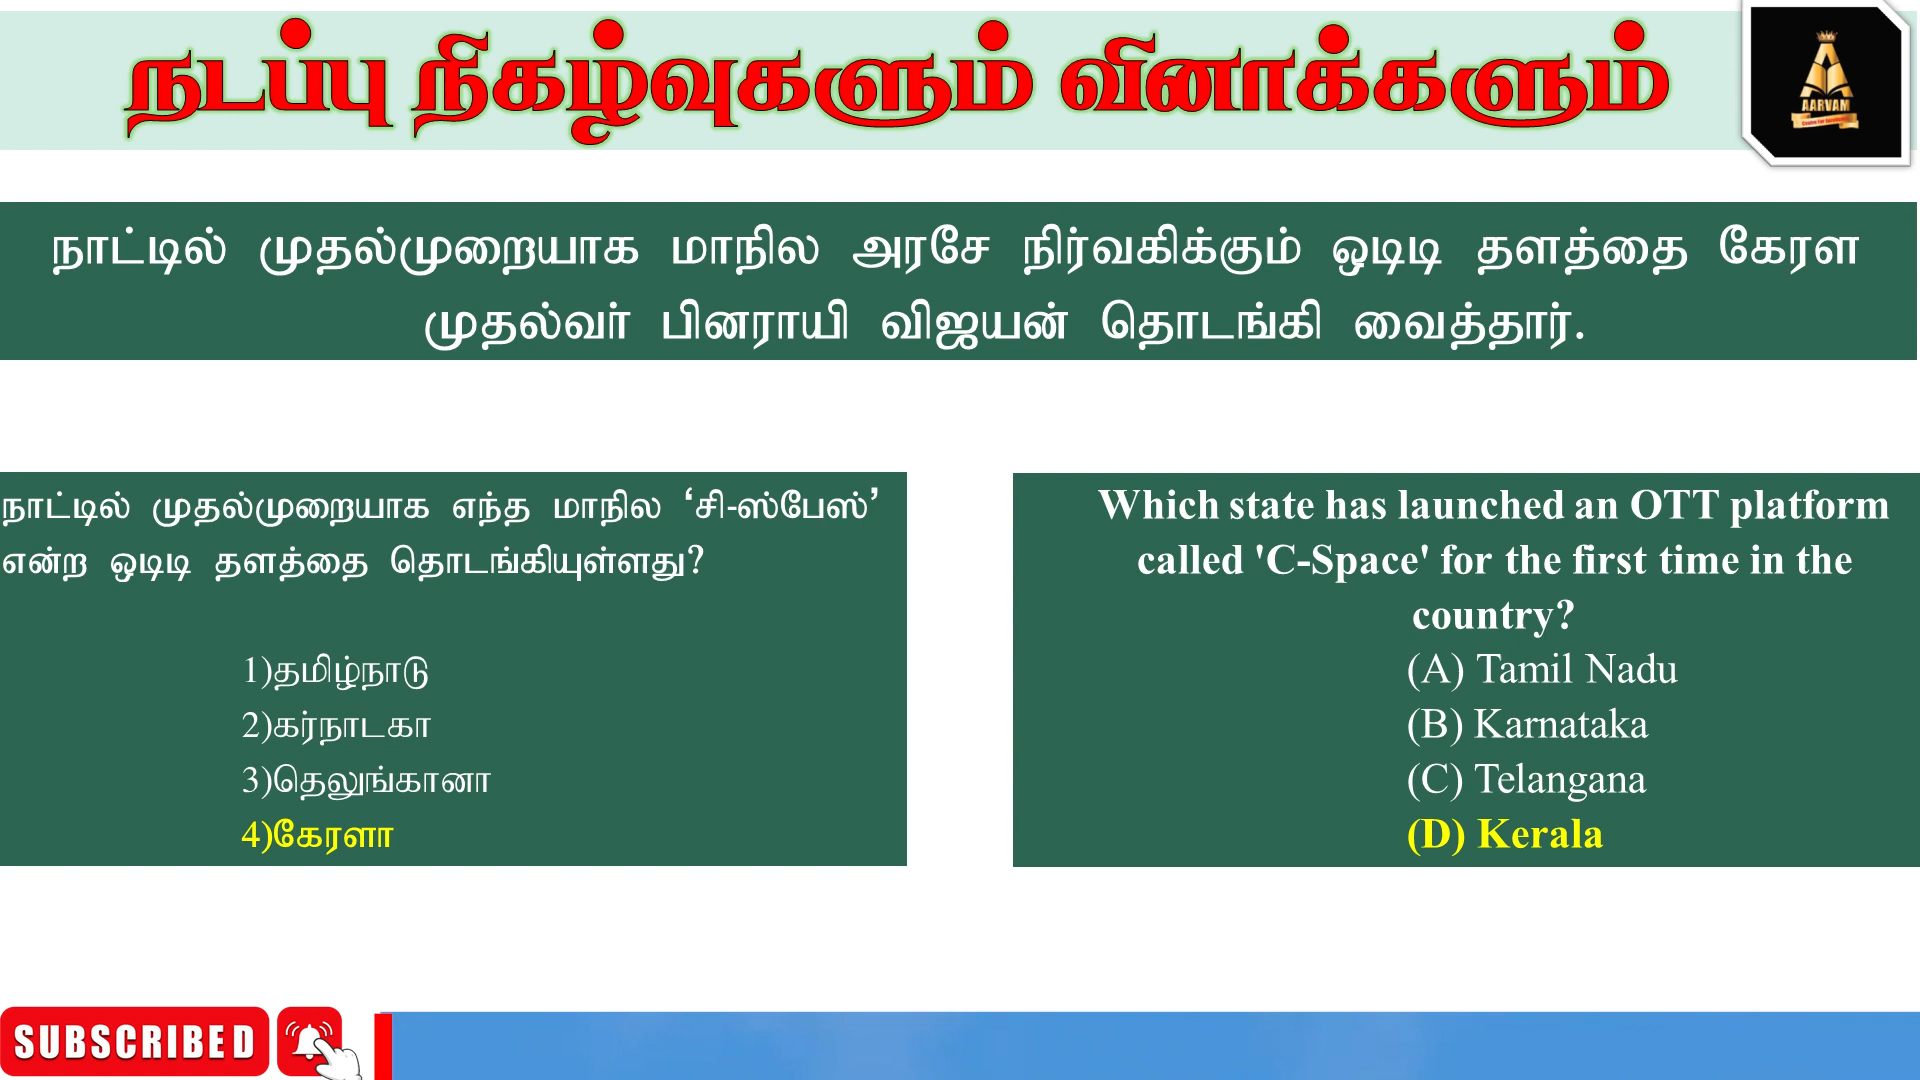 நடப்பு நிகழ்வுகளும் வினாக்களும்
AARVAM
நாட்டில் முதல்முறையாக மாநில அரசே நிர்வகிக்கும் ஒடிடி தளத்தை கேரள
முதல்வர் பினராயி விஜயன் தொடங்கி வைத்தார்.
நாட்டில் முதல்முறையாக எந்த மாநில ‘சி-ஸ்பேஸ்’
என்ற ஒடிடி தளத்தை தொடங்கியுள்ளது?
1)தமிழ்நாடு
2)கர்நாடகா
3)தெலுங்கானா
4)கேரளா
Which state has launched an OTT platform
called 'C-Space' for the first time in the
country?
(A) Tamil Nadu
(B) Karnataka
(C) Telangana
(D) Kerala
SUBSCRIBED